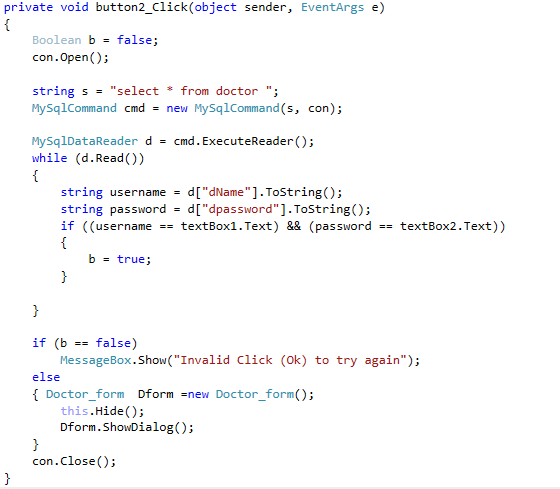 private void button2_Click(object sender, EventArgs e)
{
    Boolean b = false;
    con.Open();

    string s = "select * from doctor ";
    MySqlCommand cmd = new MySqlCommand(s, con);

    MySqlDataReader d = cmd.ExecuteReader();
    while (d.Read())
    {
        string username = d["dName"].ToString();
        string password = d["dpassword"].ToString();
        if ((username == textBox1.Text) && (password == textBox2.Text))
        {
            b = true;
        }

    }

    if (b == false)
        MessageBox.Show("Invalid Click (Ok) to try again");
    else
    { Doctor_form  Dform =new Doctor_form();
        this.Hide();
        Dform.ShowDialog();
    }
    con.Close();
}